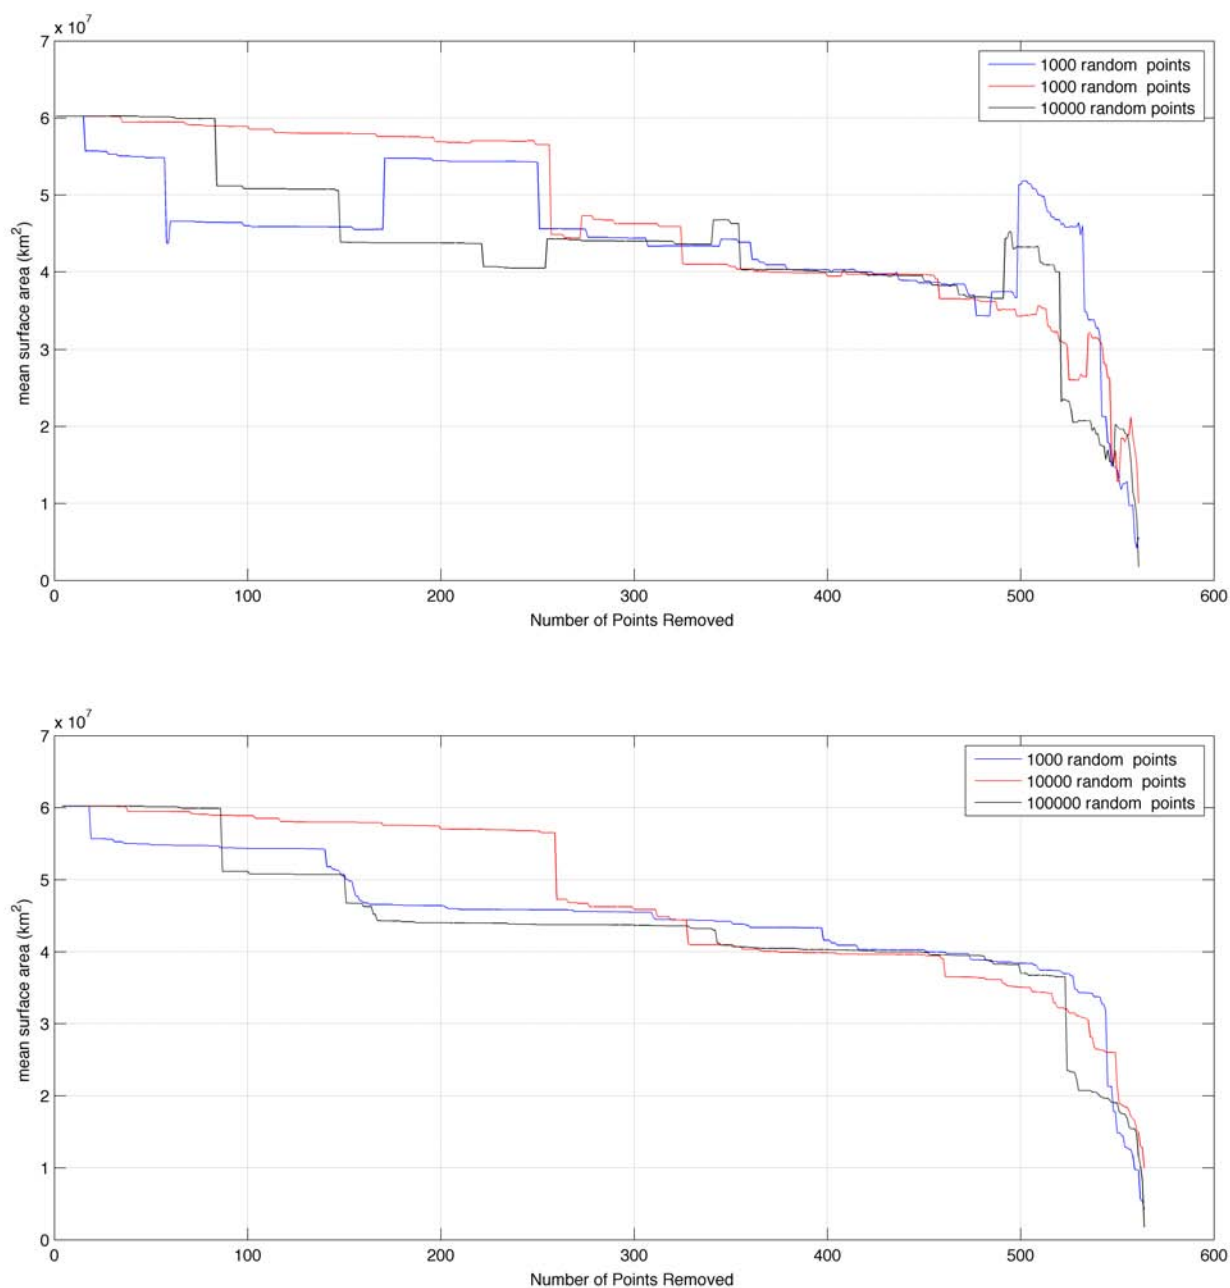 x 10^7
7
6
5
4
3
2
1
0
mean surface area (km^2)
1000 random points
1000 random points
10000 random points
0 100 200 300 400 500 600
Number of Points Removed
x 10^7
7
6
5
4
3
2
1
0
mean surface area (km^2)
1000 random points
10000 random points
100000 random points
0 100 200 300 400 500 600
Number of Points Removed